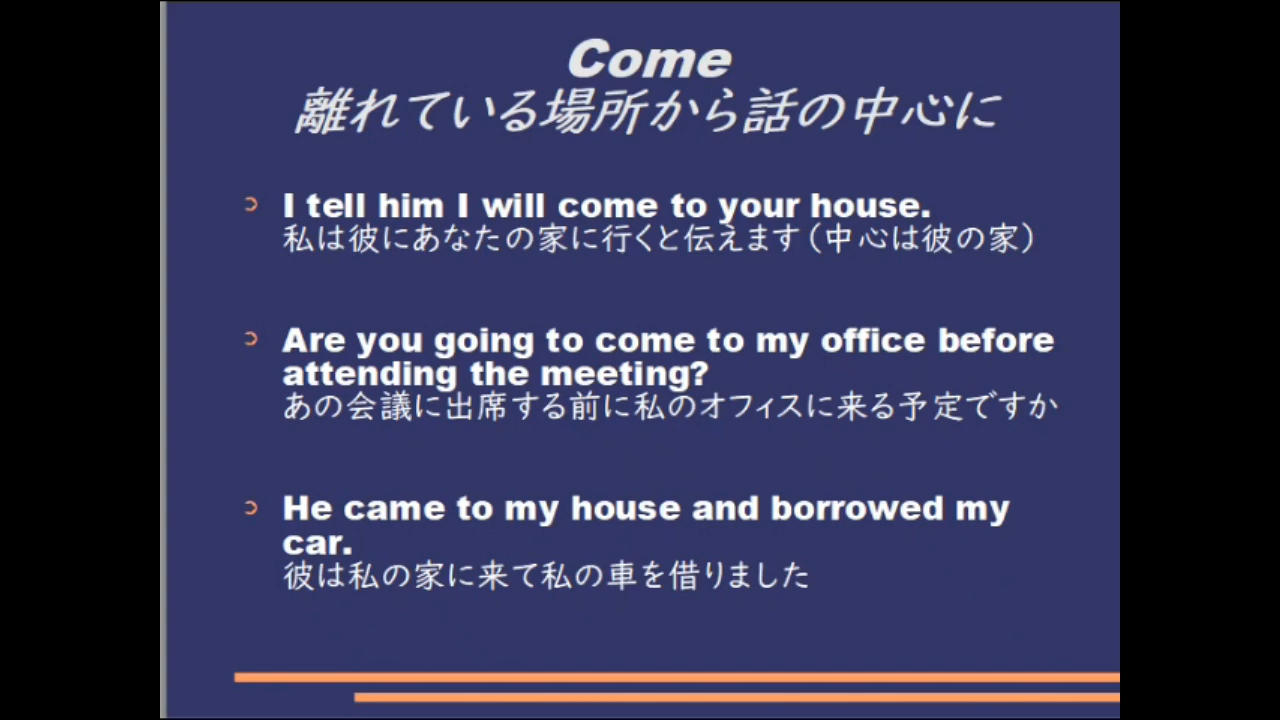 Come
離れている場所から話の中心に
I tell him I will come to your house.
私は彼にあなたの家に行くと伝えます(中心は彼の家)
Are you going to come to my office before
attending the meeting?
あの会議に出席する前に私のオフィスに来る予定ですか
He came to my house and borrowed my
car.
彼は私の家に来て私の車を借りました